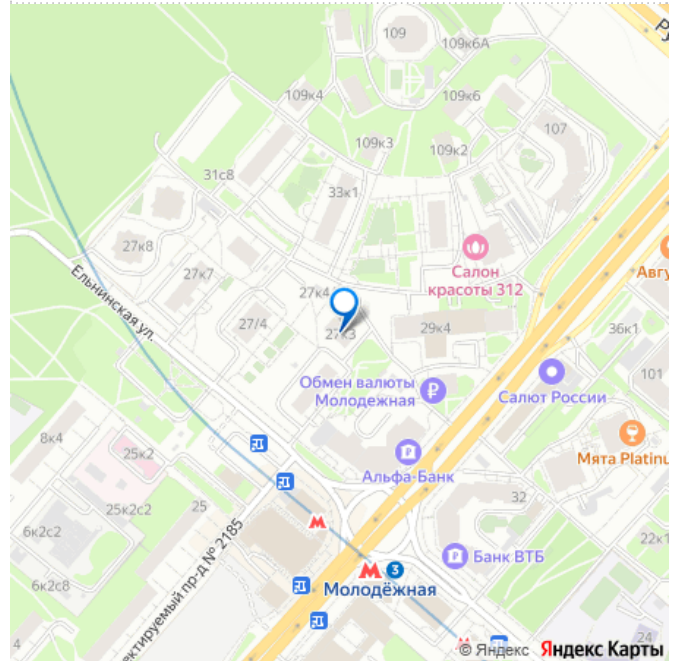 109
109к6А
Ру
109к4
109к6
107
109к3
109к2
31с8
33к1
27к8
27к7
Салон
красоты 312
Авгу
Ельнинская ул.
27к4
27/4
27к3
29к4
36к1
101
Обмен валюты
Молодежная
Салют России
Мята Platinu
8к4
25к2
Альфа-Банк
25к2с2
25
32
6к2с2
22к1
Банк ВТБ
6к2с8
ектируемый пр-д № 2185
3
Молодёжная
24
© Яндекс Яндекс Карты